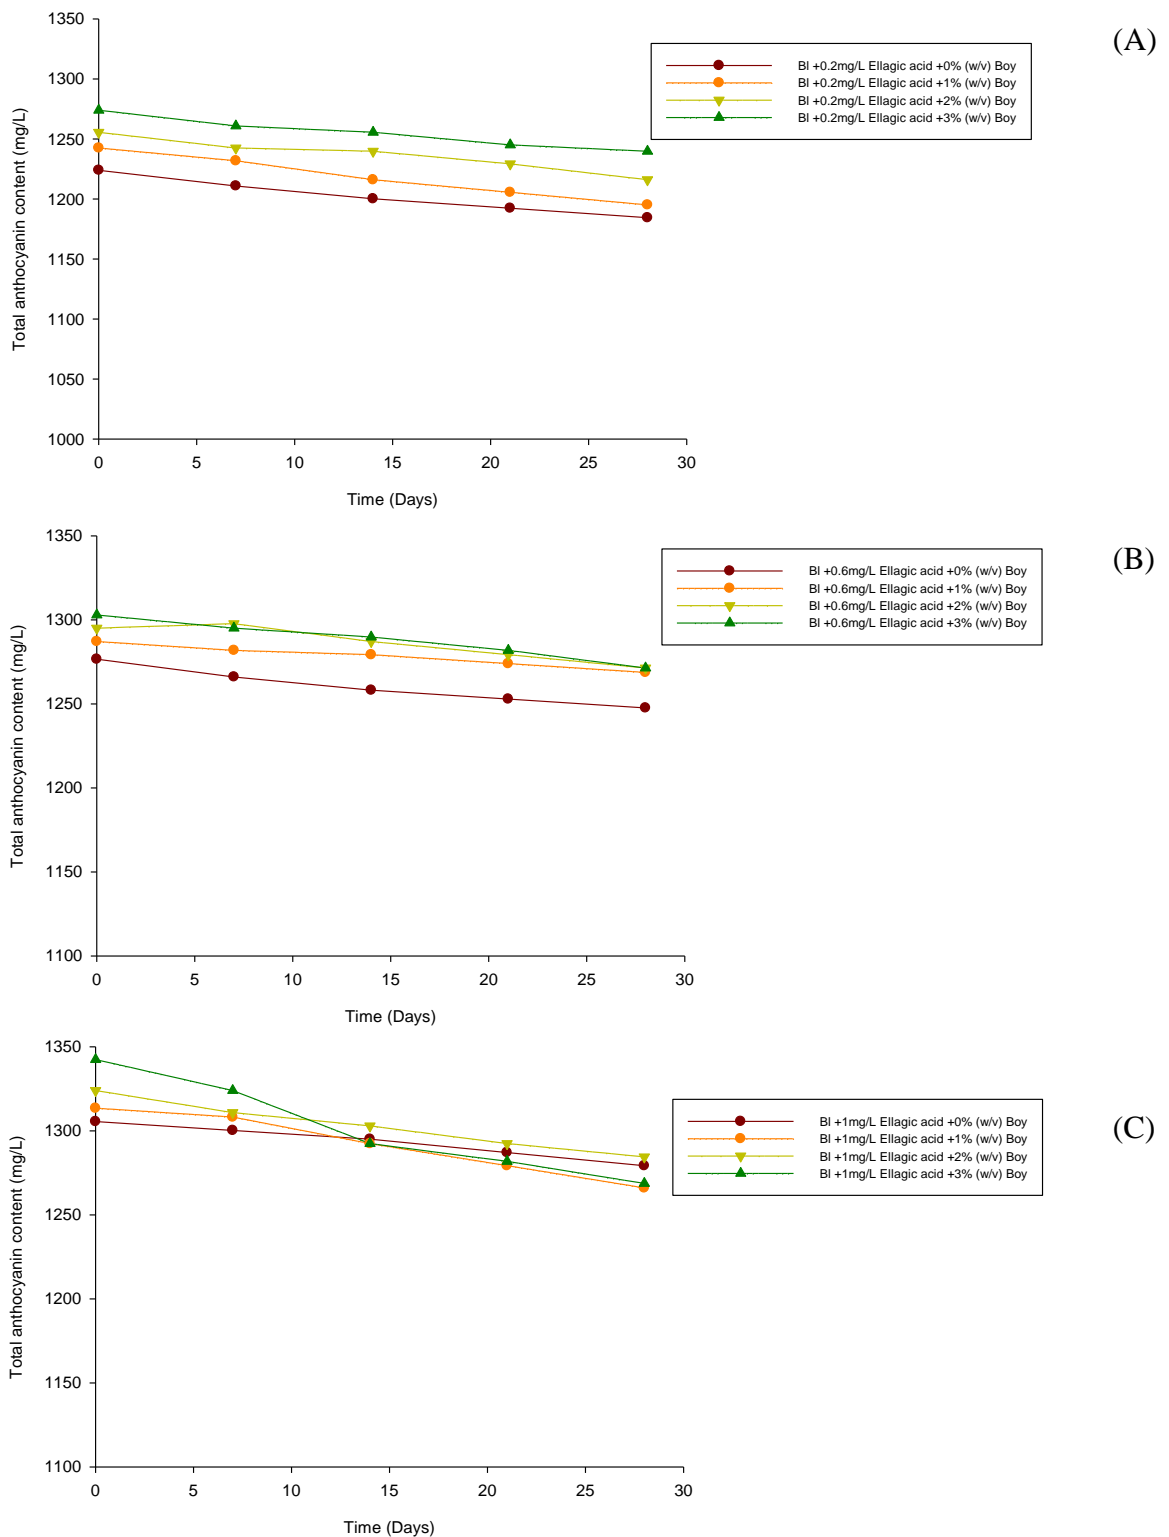 (A)
1350
1300
1250
1200
1150
1100
1050
1000
Total anthocyanin content (mg/L)
0 5 10 15 20 25 30
Time (Days)
Bl +0.2mg/L Ellagic acid +0% (w/v) Boy
Bl +0.2mg/L Ellagic acid +1% (w/v) Boy
Bl +0.2mg/L Ellagic acid +2% (w/v) Boy
Bl +0.2mg/L Ellagic acid +3% (w/v) Boy
(B)
1350
1300
1250
1200
1150
1100
Total anthocyanin content (mg/L)
0 5 10 15 20 25 30
Time (Days)
Bl +0.6mg/L Ellagic acid +0% (w/v) Boy
Bl +0.6mg/L Ellagic acid +1% (w/v) Boy
Bl +0.6mg/L Ellagic acid +2% (w/v) Boy
Bl +0.6mg/L Ellagic acid +3% (w/v) Boy
(C)
1350
1300
1250
1200
1150
1100
Total anthocyanin content (mg/L)
0 5 10 15 20 25 30
Time (Days)
Bl +1mg/L Ellagic acid +0% (w/v) Boy
Bl +1mg/L Ellagic acid +1% (w/v) Boy
Bl +1mg/L Ellagic acid +2% (w/v) Boy
Bl +1mg/L Ellagic acid +3% (w/v) Boy